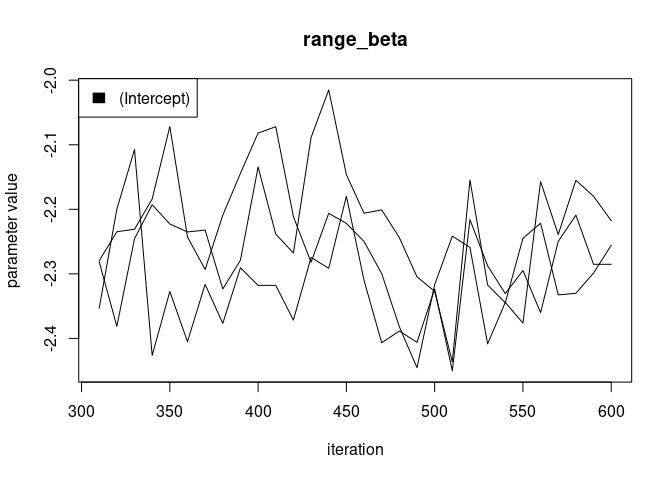 range_beta
(Intercept)
parameter value
-2.0
-2.1
-2.2
-2.3
-2.4
300 350 400 450 500 550 600
iteration